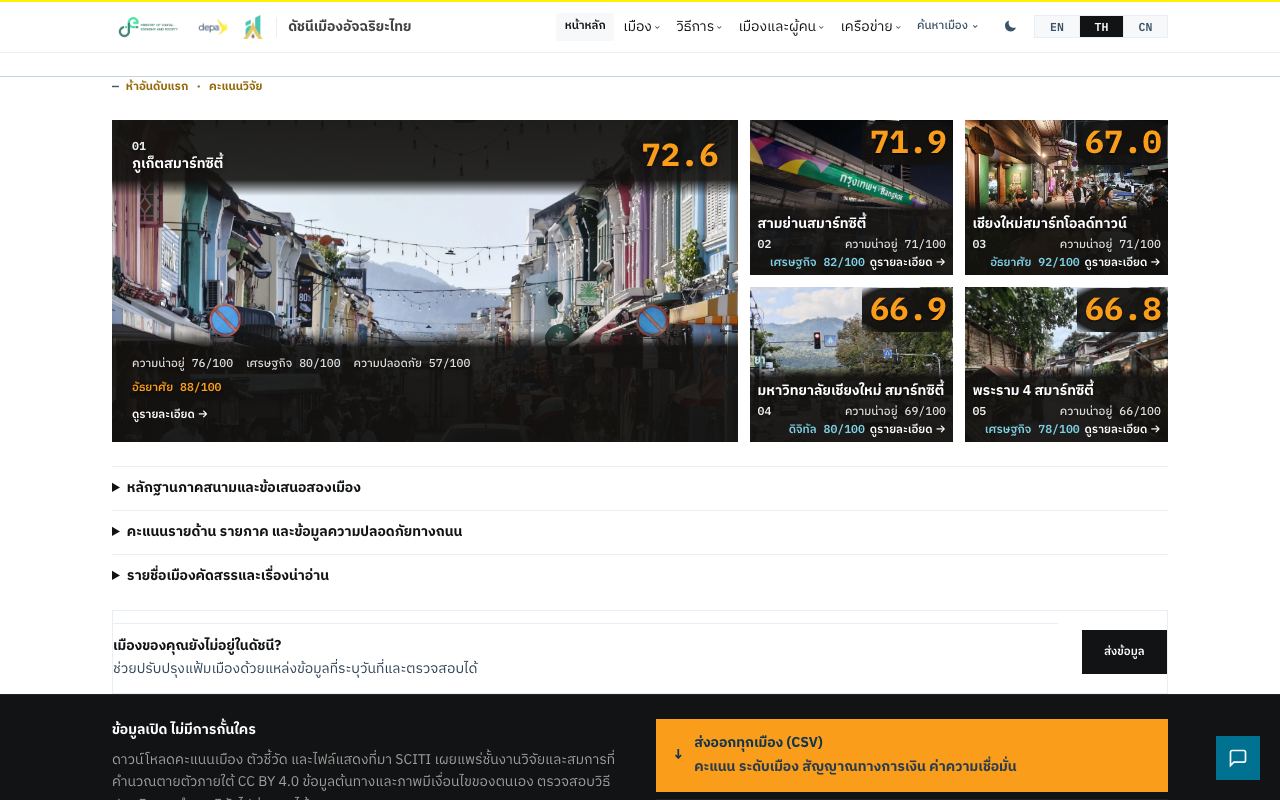 MINISTRY OF DIGITAL
ECONOMY AND SOCIETY
depa
ดัชนีเมืองอัจฉริยะไทย
หน้าหลัก
เมือง
วิธีการ
เมืองและผู้คน
เครือข่าย
ค้นหาเมือง
EN
TH
CN
— ห้าอันดับแรก · คะแนนวิจัย
01
ภูเก็ตสมาร์ทซิตี้
72.6
ความน่าอยู่ 76/100 เศรษฐกิจ 80/100 ความปลอดภัย 57/100
อัธยาศัย 88/100
ดูรายละเอียด →
71.9
กรุงเทพฯ Bangkok
สามย่านสมาร์ทซิตี้
02 ความน่าอยู่ 71/100
เศรษฐกิจ 82/100 ดูรายละเอียด →
67.0
เชียงใหม่สมาร์ทโอลด์ทาวน์
03 ความน่าอยู่ 71/100
อัธยาศัย 92/100 ดูรายละเอียด →
66.9
มหาวิทยาลัยเชียงใหม่ สมาร์ทซิตี้
04 ความน่าอยู่ 69/100
ดิจิทัล 80/100 ดูรายละเอียด →
66.8
พระราม 4 สมาร์ทซิตี้
05 ความน่าอยู่ 66/100
เศรษฐกิจ 78/100 ดูรายละเอียด →
▶ หลักฐานภาคสนามและข้อเสนอสองเมือง
▶ คะแนนรายด้าน รายภาค และข้อมูลความปลอดภัยทางถนน
▶ รายชื่อเมืองคัดสรรและเรื่องน่าอ่าน
เมืองของคุณยังไม่อยู่ในดัชนี?
ช่วยปรับปรุงแฟ้มเมืองด้วยแหล่งข้อมูลที่ระบุวันที่และตรวจสอบได้
ส่งข้อมูล
ข้อมูลเปิด ไม่มีการกั้นใคร
ดาวน์โหลดคะแนนเมือง ตัวชี้วัด และไฟล์แสดงที่มา SCITI เผยแพร่ชั้นงานวิจัยและสมการที่
คำนวณตายตัวภายใต้ CC BY 4.0 ข้อมูลต้นทางและภาพมีเงื่อนไขของตนเอง ตรวจสอบวิธี
↓ ส่งออกทุกเมือง (CSV)
คะแนน ระดับเมือง สัญญาณทางการเงิน ค่าความเชื่อมั่น